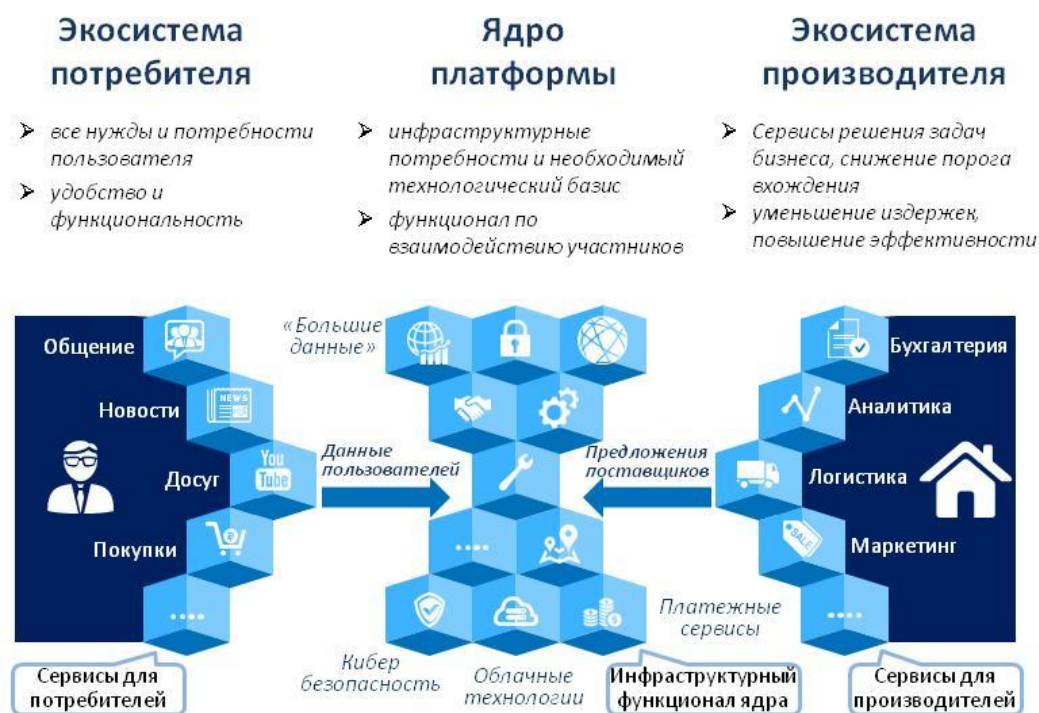 Экосистема
потребителя
все нужды и потребности
пользователя
удобство и
функциональность
Ядро
платформы
инфраструктурные
потребности и необходимый
технологический базис
функционал по
взаимодействию участников
Экосистема
производителя
Сервисы решения задач
бизнеса, снижение порога
вхождения
уменьшение издержек,
повышение эффективности
Общение
Новости
NEWS
Досуг
You
Tube
Покупки
....
Сервисы для
потребителей
Данные
пользователей
«Большие
данные»
....
Кибер
безопасность
Облачные
технологии
Платежные
сервисы
Инфраструктурный
функционал ядра
Предложения
поставщиков
Бухгалтерия
Аналитика
Логистика
SALE
Маркетинг
....
Сервисы для
производителей